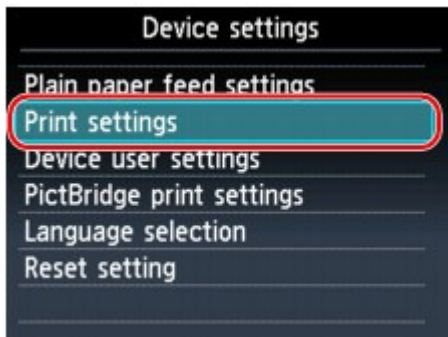 Device settings
Plain paper feed settings
Print settings
Device user settings
PictBridge print settings
Language selection
Reset setting